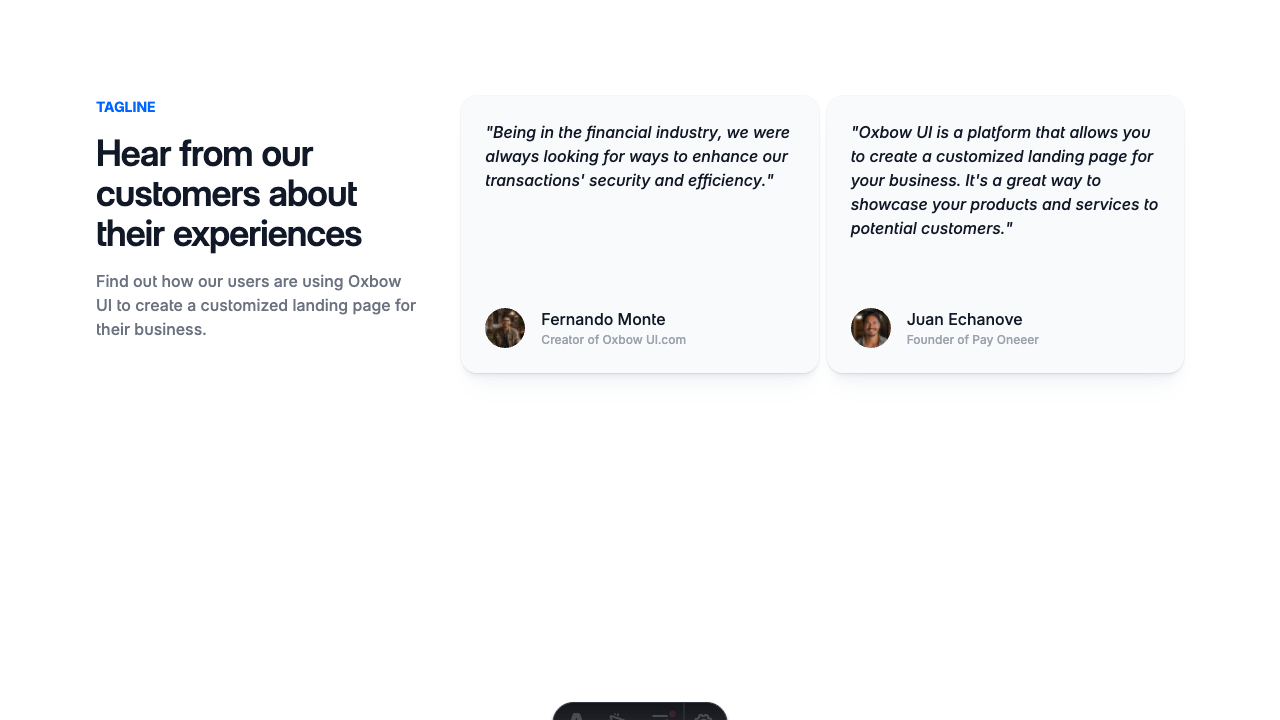 TAGLINE
Hear from our
customers about
their experiences
Find out how our users are using Oxbow
UI to create a customized landing page for
their business.
"Being in the financial industry, we were
always looking for ways to enhance our
transactions' security and efficiency."
Fernando Monte
Creator of Oxbow UI.com
"Oxbow UI is a platform that allows you
to create a customized landing page for
your business. It's a great way to
showcase your products and services to
potential customers."
Juan Echanove
Founder of Pay Oneeer